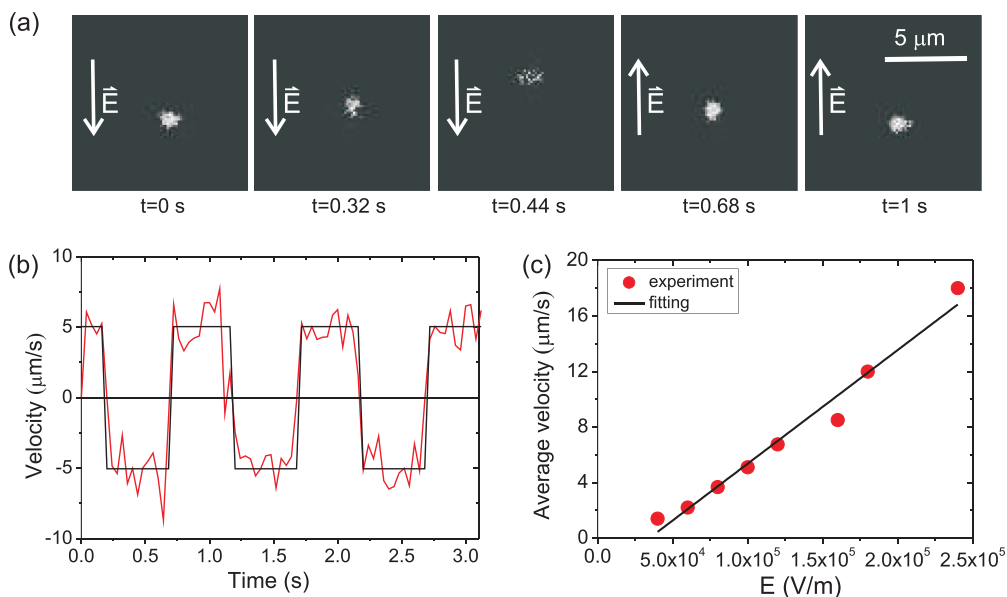 (a)
E⃗
E⃗
E⃗
E⃗
E⃗
5 μm
t=0 s
t=0.32 s
t=0.44 s
t=0.68 s
t=1 s
(b)
10
5
0
-5
-10
Velocity (μm/s)
0.0
0.5
1.0
1.5
2.0
2.5
3.0
Time (s)
(c)
20
16
12
8
4
0
Average velocity (μm/s)
experiment
fitting
0.0
5.0x10⁴
1.0x10⁵
1.5x10⁵
2.0x10⁵
2.5x10⁵
E (V/m)